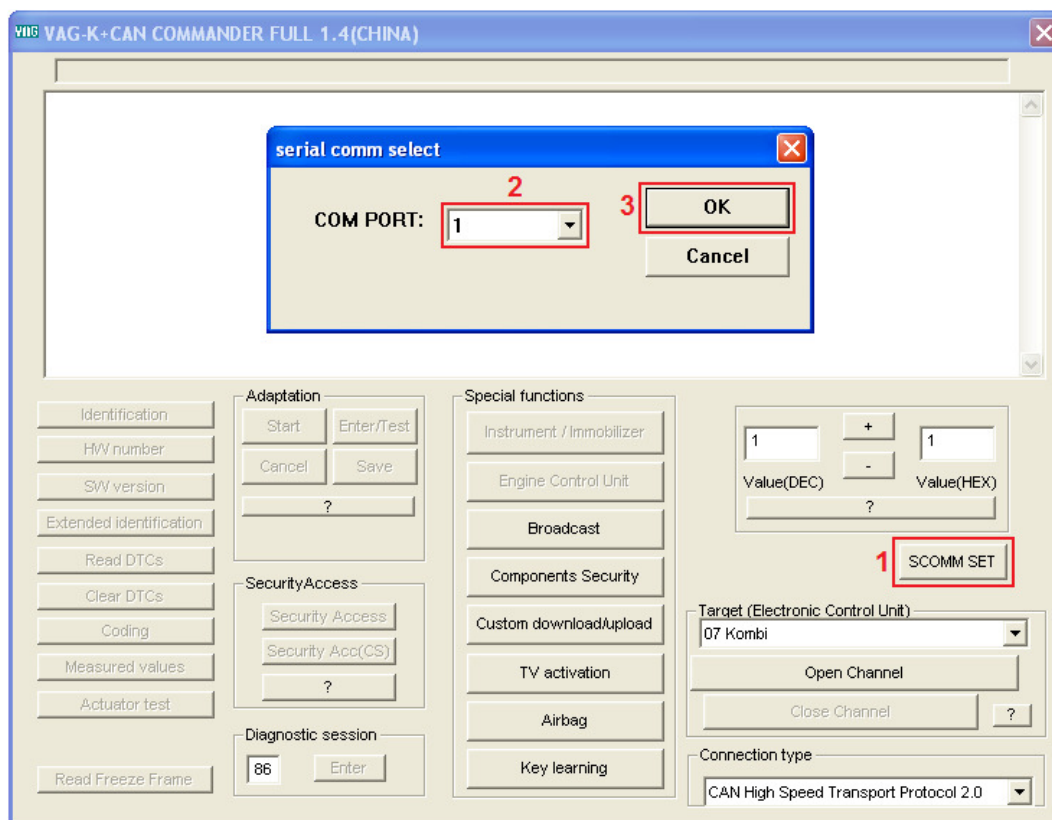 VAG VAG-K+CAN COMMANDER FULL 1.4(CHINA)
serial comm select
2
COM PORT:
1
3
OK
Cancel
Identification
HW number
SW version
Extended identification
Read DTCs
Clear DTCs
Coding
Measured values
Actuator test
Read Freeze Frame
Adaptation
Start Enter/Test
Cancel Save
?
SecurityAccess
Security Access
Security Acc(CS)
?
Diagnostic session
86 Enter
Special functions
Instrument / Immobilizer
Engine Control Unit
Broadcast
Components Security
Custom download/upload
TV activation
Airbag
Key learning
1 + 1
-
Value(DEC) Value(HEX)
?
1 SCOMM SET
Target (Electronic Control Unit)
07 Kombi
Open Channel
Close Channel ?
Connection type
CAN High Speed Transport Protocol 2.0